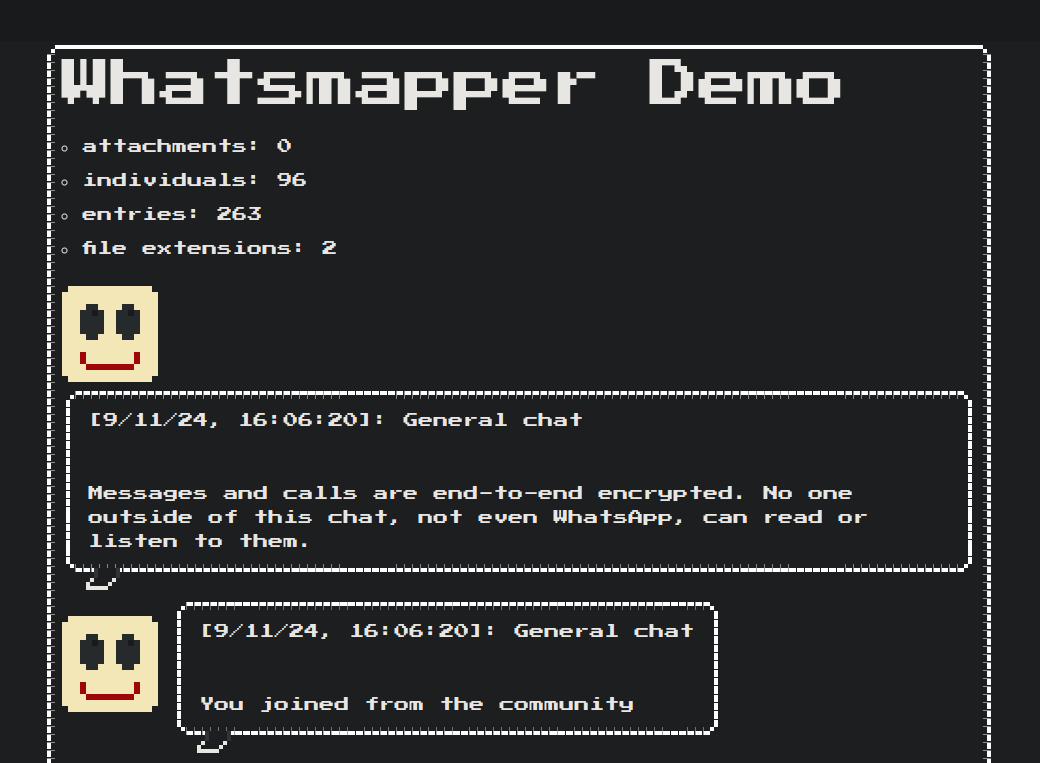 Whatsmapper Demo
attachments: 0
individuals: 96
entries: 263
file extensions: 2
[9/11/24, 16:06:20]: General chat
Messages and calls are end-to-end encrypted. No one
outside of this chat, not even WhatsApp, can read or
listen to them.
[9/11/24, 16:06:20]: General chat
You joined from the community